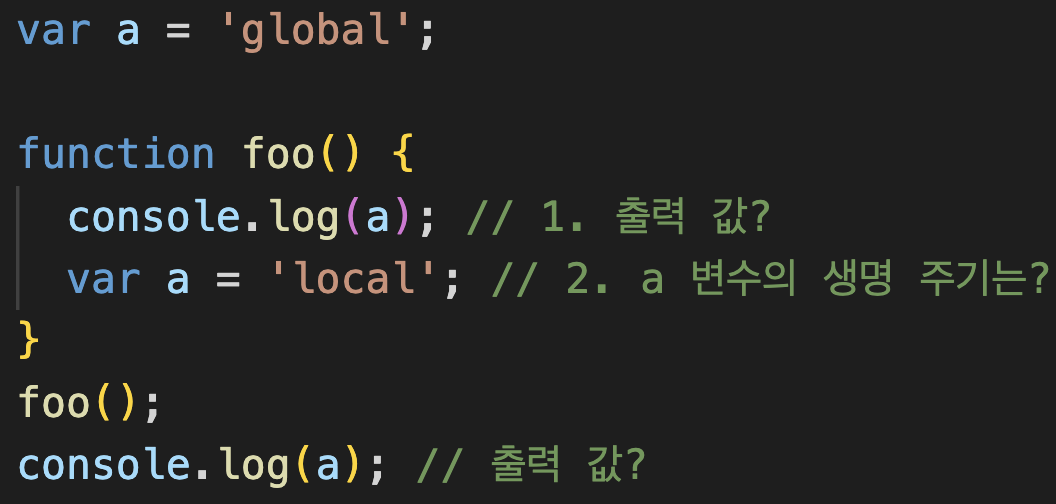 var a = 'global';
function foo() {
console.log(a); // 1. 출력 값?
var a = 'local'; // 2. a 변수의 생명 주기는?
}
foo();
console.log(a); // 출력 값?